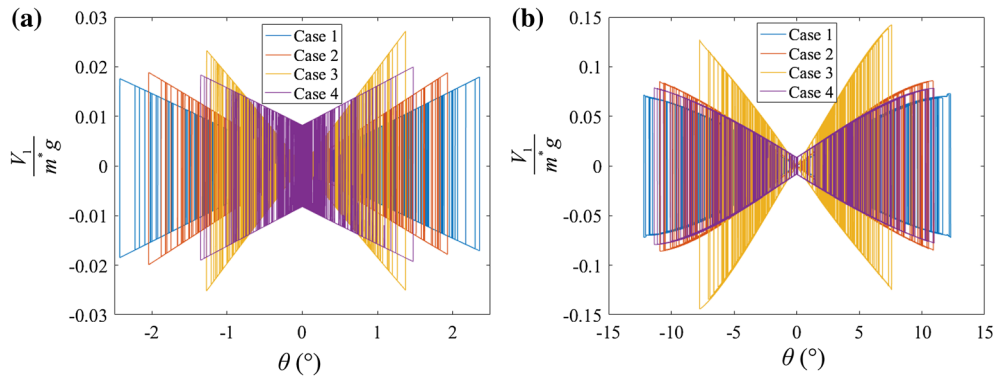 (a)
0.03
0.02
0.01
0
-0.01
-0.02
-0.03
V1
m*g
Case 1
Case 2
Case 3
Case 4
-2
-1
0
1
2
θ (°)
(b)
0.15
0.1
0.05
0
-0.05
-0.1
-0.15
V1
m*g
Case 1
Case 2
Case 3
Case 4
-15
-10
-5
0
5
10
15
θ (°)